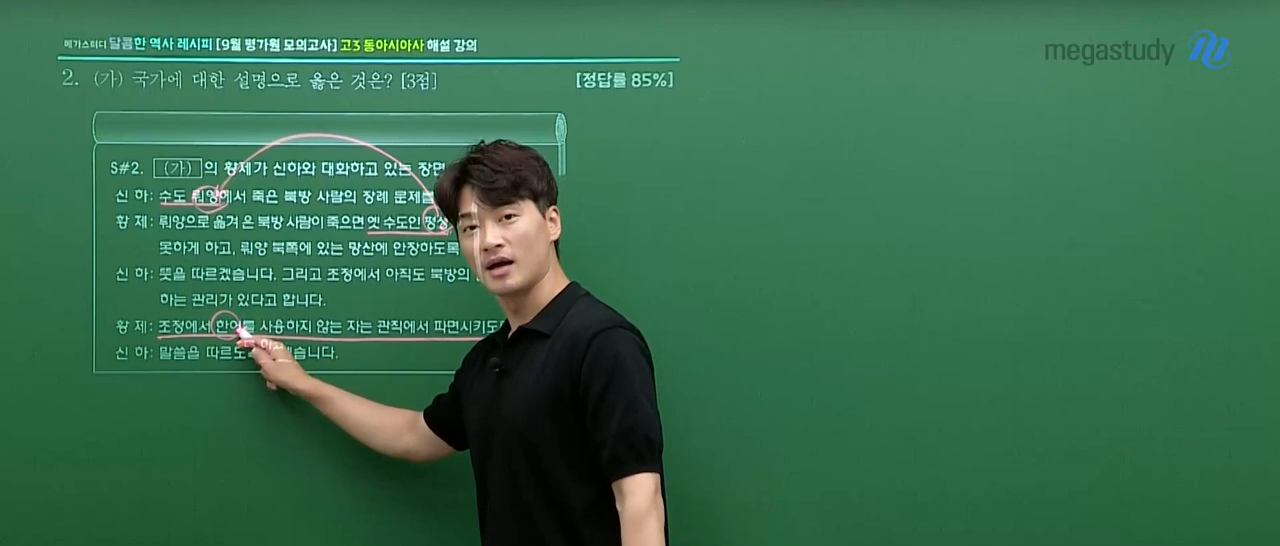 메가스터디 달콤한 역사 레시피 [9월 평가원 모의고사] 고3 동아시아사 해설 강의
megastudy
2. (가) 국가에 대한 설명으로 옳은 것은? [3점]
[정답률 85%]
S#2. (가) 의 황제가 신하와 대화하고 있는 장면
신 하: 수도 뤄양에서 죽은 북방 사람의 장례 문제를
황 제: 뤄양으로 옮겨 온 북방 사람이 죽으면 옛 수도인 평성
못하게 하고, 뤄양 북쪽에 있는 망산에 안장하도록
신 하: 뜻을 따르겠습니다. 그리고 조정에서 아직도 북방의
하는 관리가 있다고 합니다.
황 제: 조정에서 한어를 사용하지 않는 자는 관직에서 파면시키도
신 하: 말씀을 따르도 겠습니다.